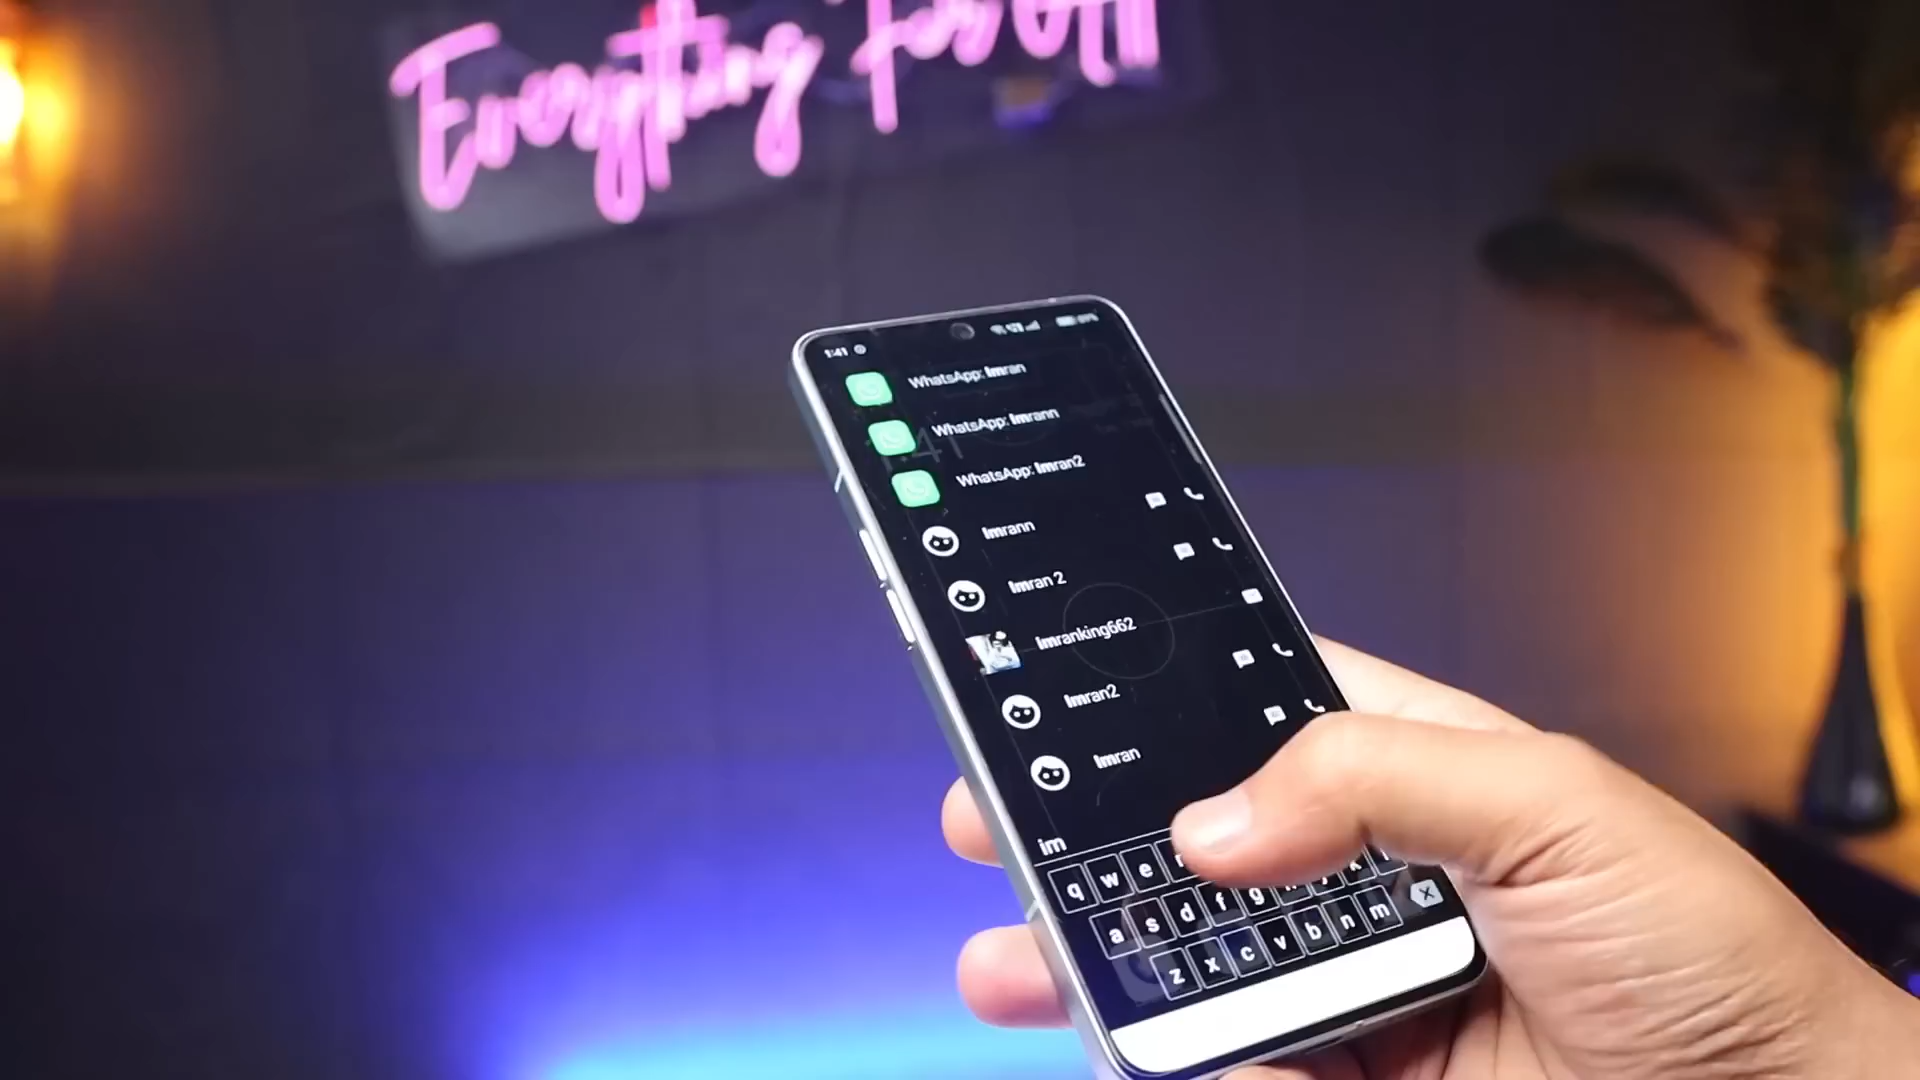 Everything For All
1:41
WhatsApp: Imran
WhatsApp: Imrann
WhatsApp: Imran2
Imrann
Imran 2
Imranking662
Imran2
Imran
im
q w e
a s d f g
z x c v b n m